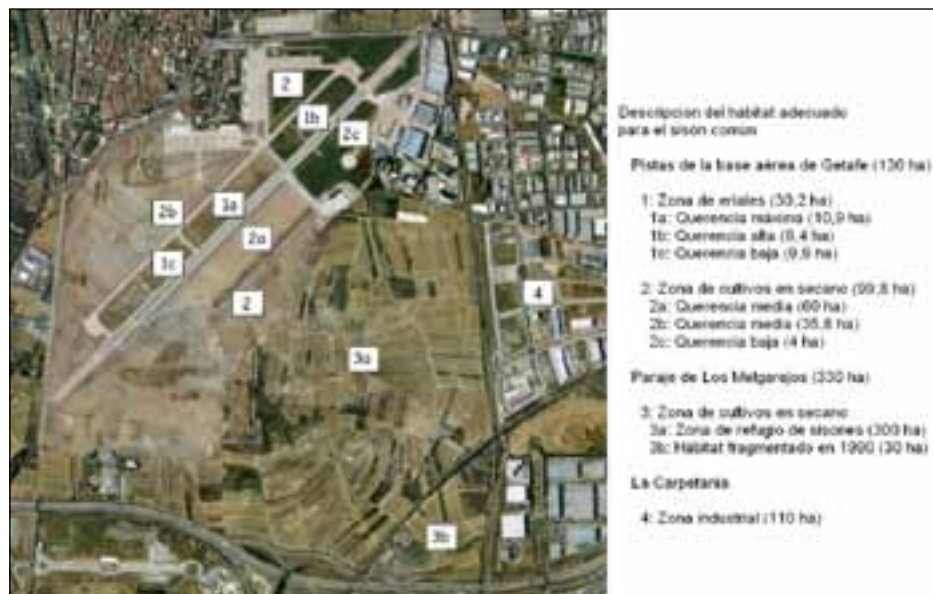 2
1b
2c
2b
1a
2a
1c
2
4
3a
3b
Descripcion del hábitat adecuado
para el sisón común
Pistas de la base aérea de Getafe (130 ha)
1: Zona de eriales (30,2 ha)
1a: Querencia máxima (10,9 ha)
1b: Querencia alta (9,4 ha)
1c: Querencia baja (9,9 ha)
2: Zona de cultivos en secano (99,8 ha)
2a: Querencia media (60 ha)
2b: Querencia media (35,8 ha)
2c: Querencia baja (4 ha)
Paraje de Los Melgarejos (330 ha)
3: Zona de cultivos en secano
3a: Zona de refugio de sisones (300 ha)
3b: Hábitat fragmentado en 1990 (30 ha)
La Carpetania
4: Zona industrial (110 ha)